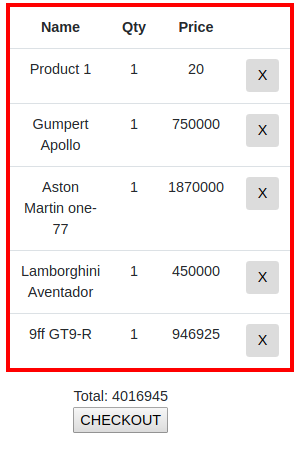 Name Qty Price
Product 1 1 20 X
Gumpert 1 750000 X
Apollo
Aston 1 1870000 X
Martin one-
77
Lamborghini 1 450000 X
Aventador
9ff GT9-R 1 946925 X
Total: 4016945
CHECKOUT